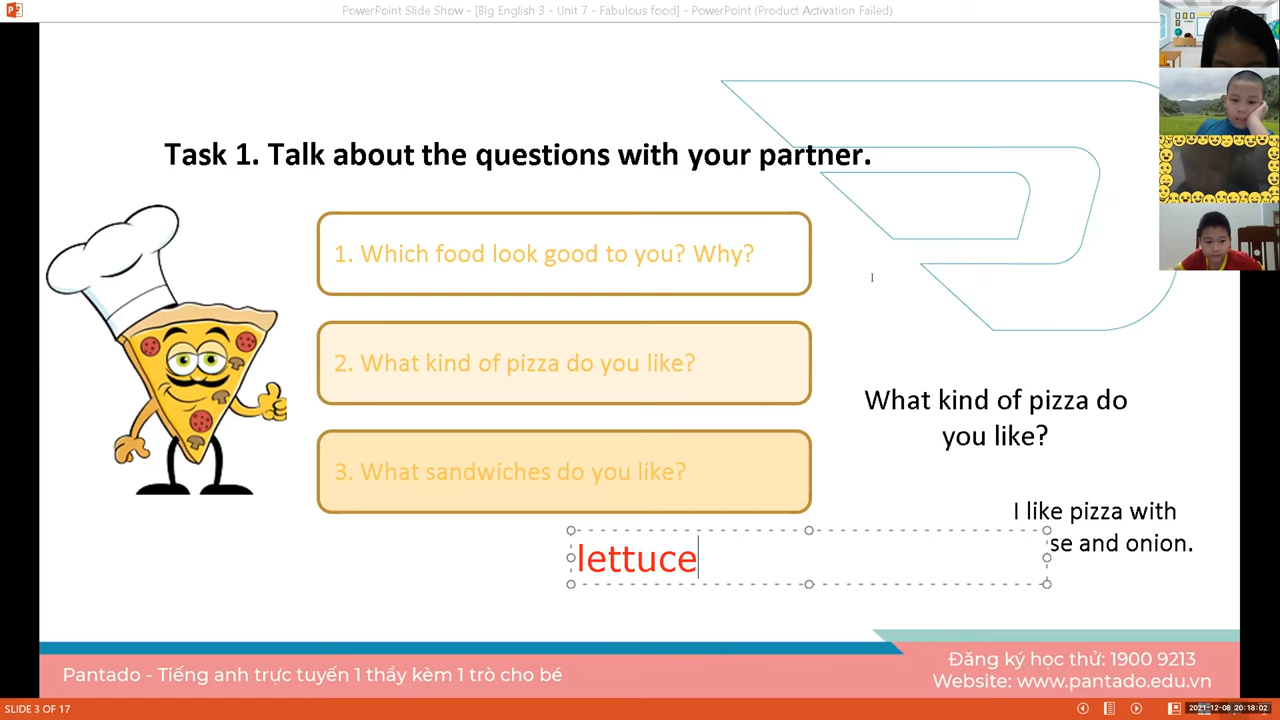 PowerPoint Slide Show - [Big English 3 - Unit 7 - Fabulous food] - PowerPoint (Product Activation Failed)
Task 1. Talk about the questions with your partner.
1. Which food look good to you? Why?
2. What kind of pizza do you like?
3. What sandwiches do you like?
What kind of pizza do
you like?
I like pizza with
se and onion.
lettuce
Pantado - Tiếng anh trực tuyến 1 thầy kèm 1 trò cho bé
Đăng ký học thử: 1900 9213
Website: www.pantado.edu.vn
SLIDE 3 OF 17
2021-12-08 20:18:02